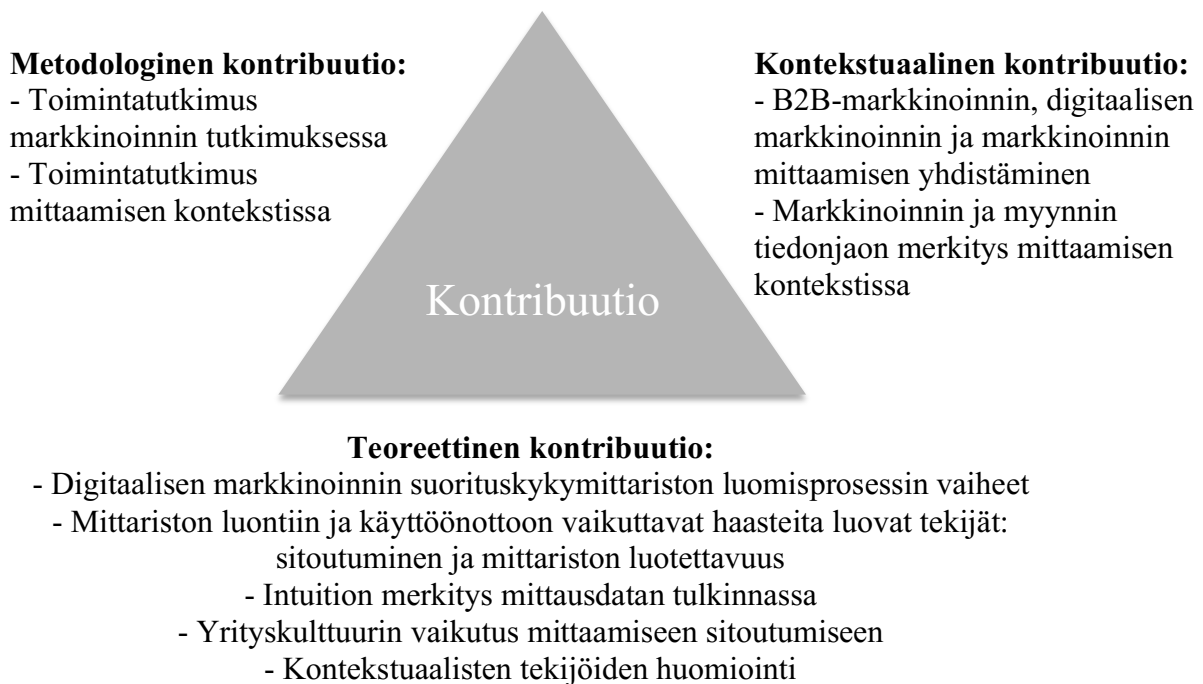 Metodologinen kontribuutio:
- Toimintatutkimus
markkinoinnin tutkimuksessa
- Toimintatutkimus
mittaamisen kontekstissa
Kontekstuaalinen kontribuutio:
- B2B-markkinoinnin, digitaalisen
markkinoinnin ja markkinoinnin
mittaamisen yhdistäminen
- Markkinoinnin ja myynnin
tiedonjaon merkitys mittaamisen
kontekstissa
Kontribuutio
Teoreettinen kontribuutio:
- Digitaalisen markkinoinnin suorituskykymittariston luomisprosessin vaiheet
- Mittariston luontiin ja käyttöönottoon vaikuttavat haasteita luovat tekijät:
sitoutuminen ja mittariston luotettavuus
- Intuition merkitys mittausdatan tulkinnassa
- Yrityskulttuurin vaikutus mittaamiseen sitoutumiseen
- Kontekstuaalisten tekijöiden huomiointi